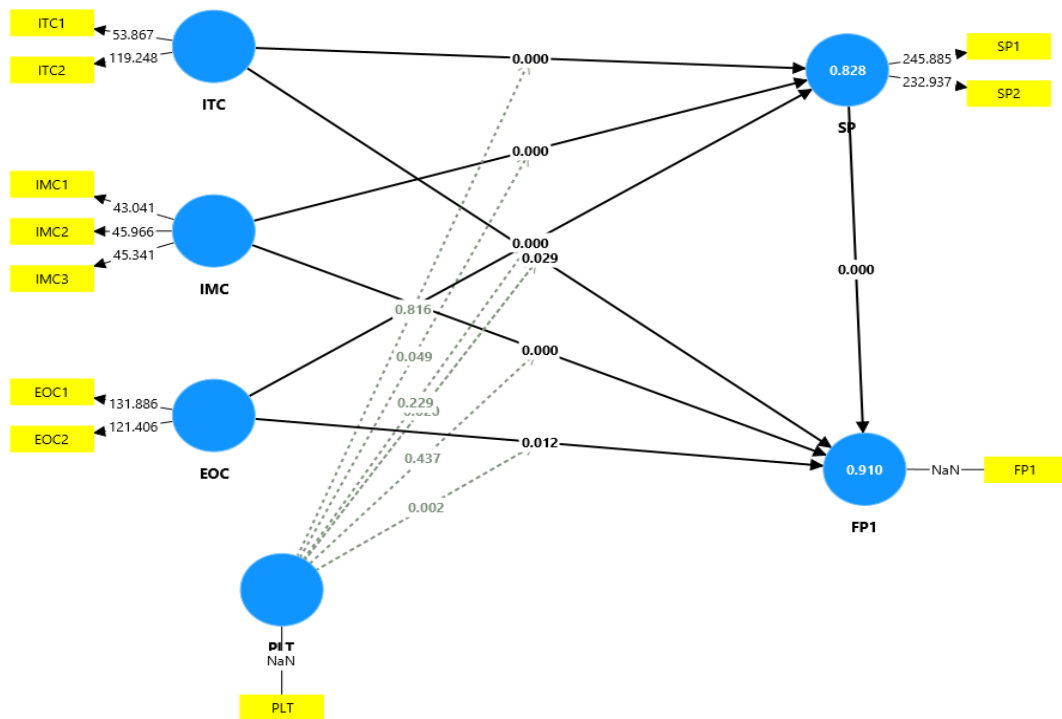 ITC1
53.867
119.248
ITC2
ITC
0.000
0.828
SP
245.885
232.937
SP1
SP2
IMC1
43.041
IMC2
45.966
45.341
IMC3
IMC
0.000
0.000
0.029
0.000
0.816
0.049
0.000
0.229
EOC1
131.886
121.406
EOC2
EOC
0.012
0.437
0.002
0.910
NaN
FP1
FP1
PLT
NaN
PLT